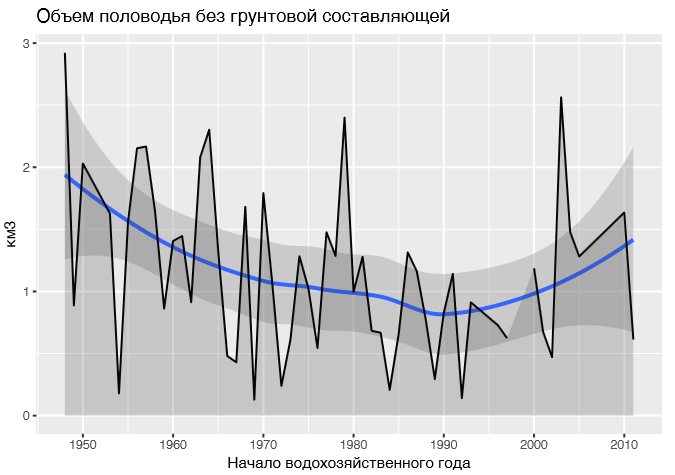 Объем половодья без грунтовой составляющей
км3
3
2
1
0
1950 1960 1970 1980 1990 2000 2010
Начало водохозяйственного года